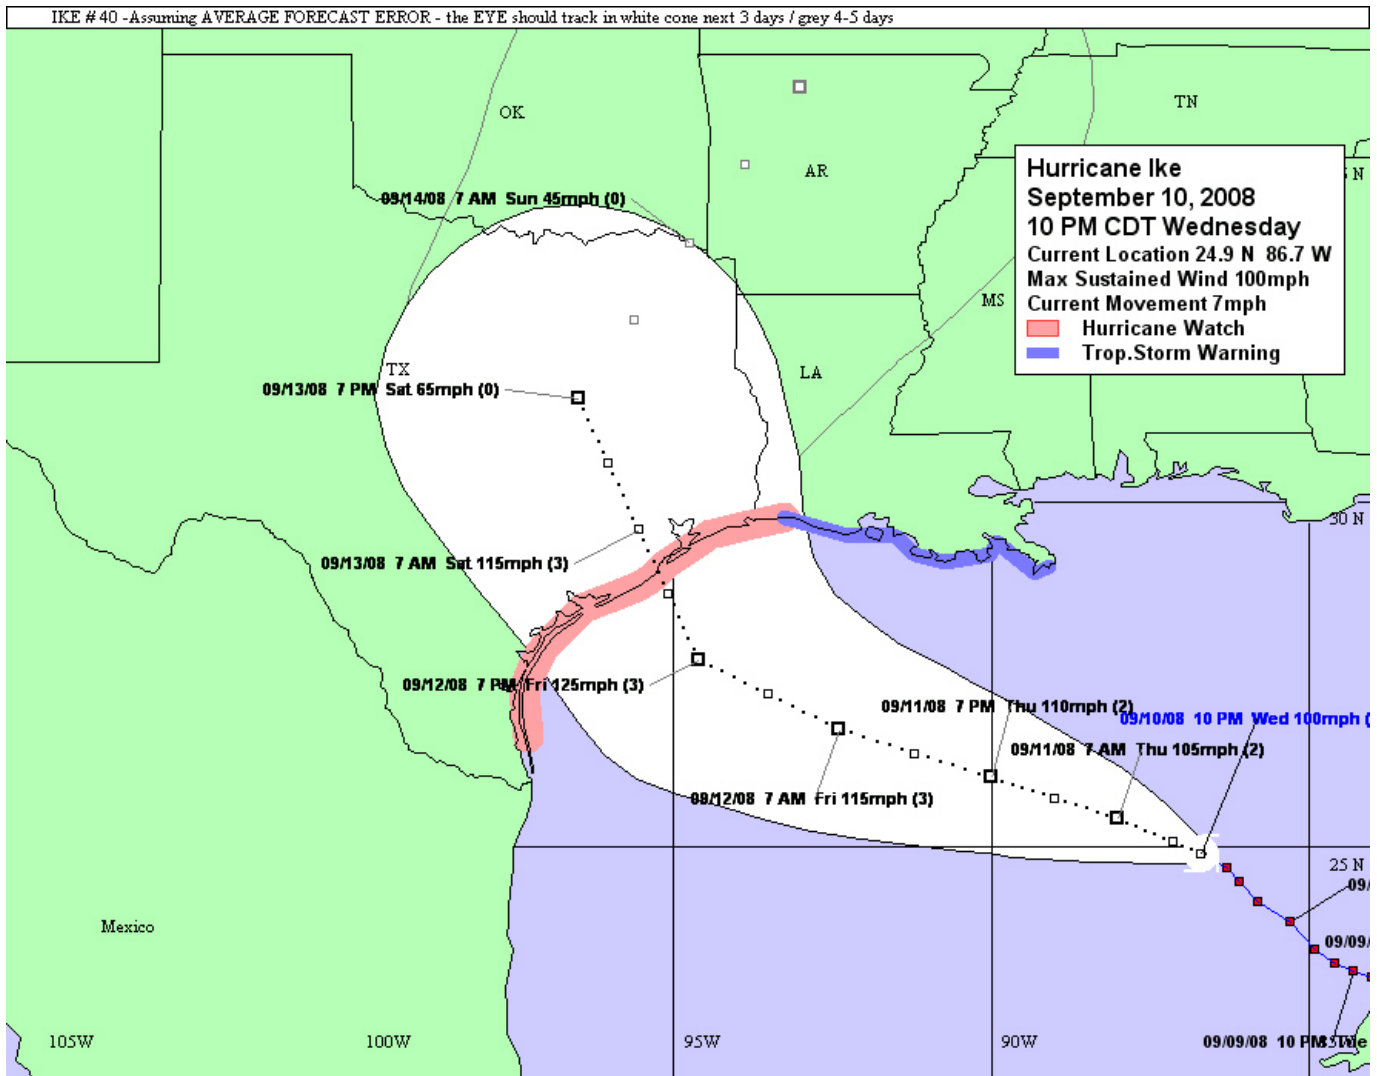 IKE # 40 -Assuming AVERAGE FORECAST ERROR - the EYE should track in white cone next 3 days / grey 4-5 days
OK
TN
AR
N
Hurricane Ike
September 10, 2008
10 PM CDT Wednesday
Current Location 24.9 N 86.7 W
Max Sustained Wind 100mph
Current Movement 7mph
Hurricane Watch
Trop.Storm Warning
09/14/08 7 AM Sun 45mph (0)
MS
TX
LA
09/13/08 7 PM Sat 65mph (0)
30 N
09/13/08 7 AM Sat 115mph (3)
09/12/08 7 PM Fri 125mph (3)
09/11/08 7 PM Thu 110mph (2)
09/10/08 10 PM Wed 100mph (
09/11/08 7 AM Thu 105mph (2)
09/12/08 7 AM Fri 115mph (3)
25 N
09/
Mexico
09/09/
105W
100W
95W
90W
09/09/08 10 PM Tue